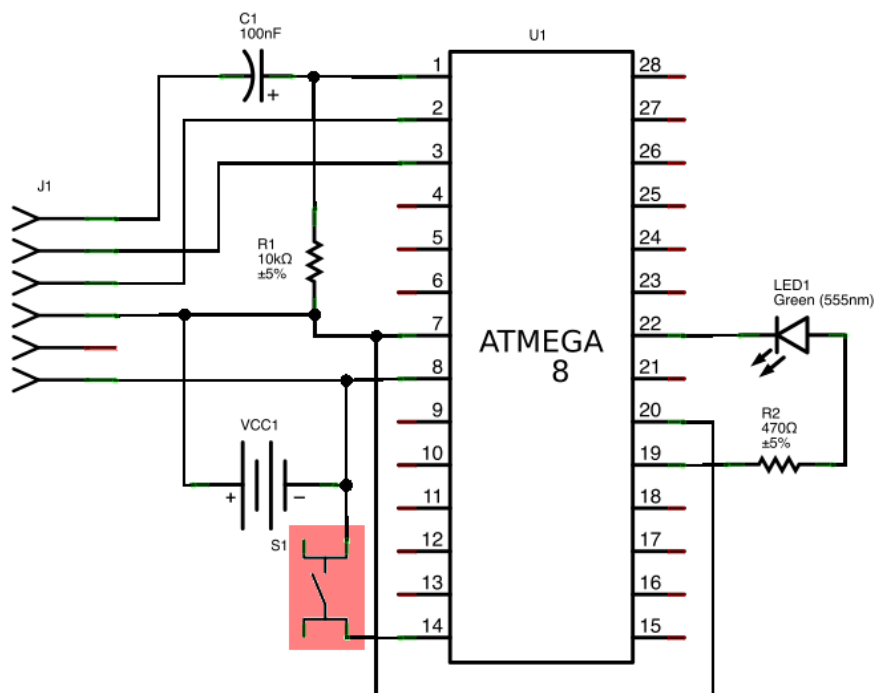 C1
100nF
+
U1
J1
R1
10kΩ
±5%
1
2
3
4
5
6
7
8
9
10
11
12
13
14
ATMEGA
8
28
27
26
25
24
23
22
21
20
19
18
17
16
15
LED1
Green (555nm)
R2
470Ω
±5%
VCC1
+ −
S1